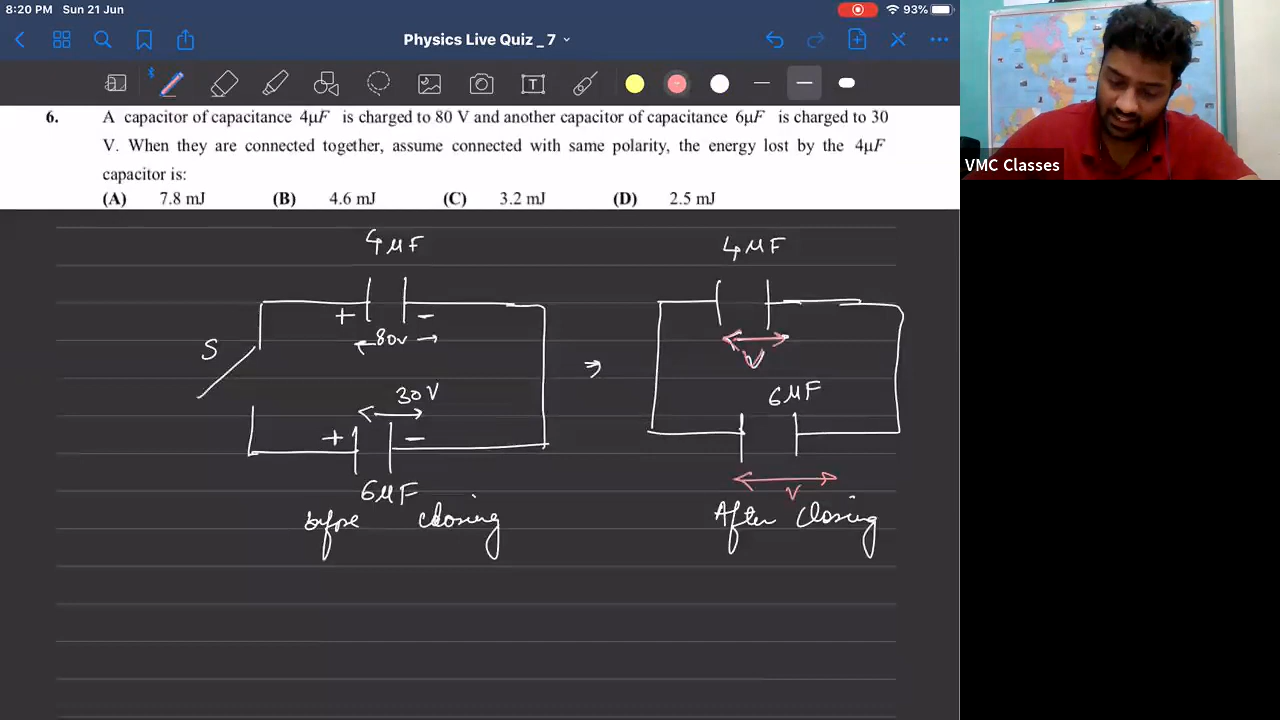 8:20 PM Sun 21 Jun
93%
Physics Live Quiz _ 7
T
6. A capacitor of capacitance 4μF is charged to 80 V and another capacitor of capacitance 6μF is charged to 30
V. When they are connected together, assume connected with same polarity, the energy lost by the 4μF
capacitor is:
(A) 7.8 mJ (B) 4.6 mJ (C) 3.2 mJ (D) 2.5 mJ
VMC Classes
4μF 4μF
+ -
80v
S
⇒
V
30V
6μF
+ -
6μF
V
before closing
After closing